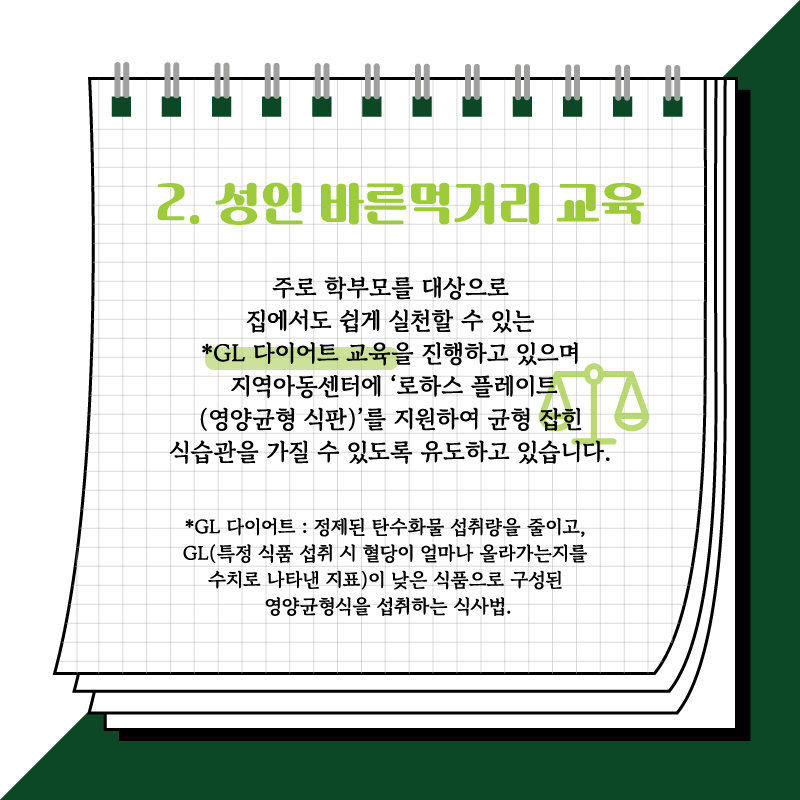 2. 성인 바른먹거리 교육
주로 학부모를 대상으로
집에서도 쉽게 실천할 수 있는
*GL 다이어트 교육을 진행하고 있으며
지역아동센터에 ‘로하스 플레이트
(영양균형 식판)’를 지원하여 균형 잡힌
식습관을 가질 수 있도록 유도하고 있습니다.
*GL 다이어트 : 정제된 탄수화물 섭취량을 줄이고,
GL(특정 식품 섭취 시 혈당이 얼마나 올라가는지를
수치로 나타낸 지표)이 낮은 식품으로 구성된
영양균형식을 섭취하는 식사법.